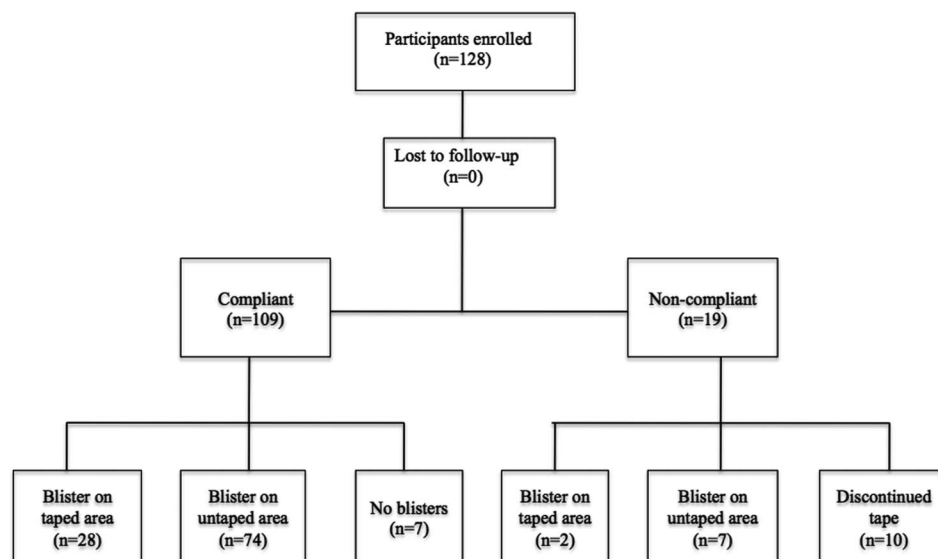 Participants enrolled
(n=128)
Lost to follow-up
(n=0)
Compliant
(n=109)
Non-compliant
(n=19)
Blister on
taped area
(n=28)
Blister on
untaped area
(n=74)
No blisters
(n=7)
Blister on
taped area
(n=2)
Blister on
untaped area
(n=7)
Discontinued
tape
(n=10)